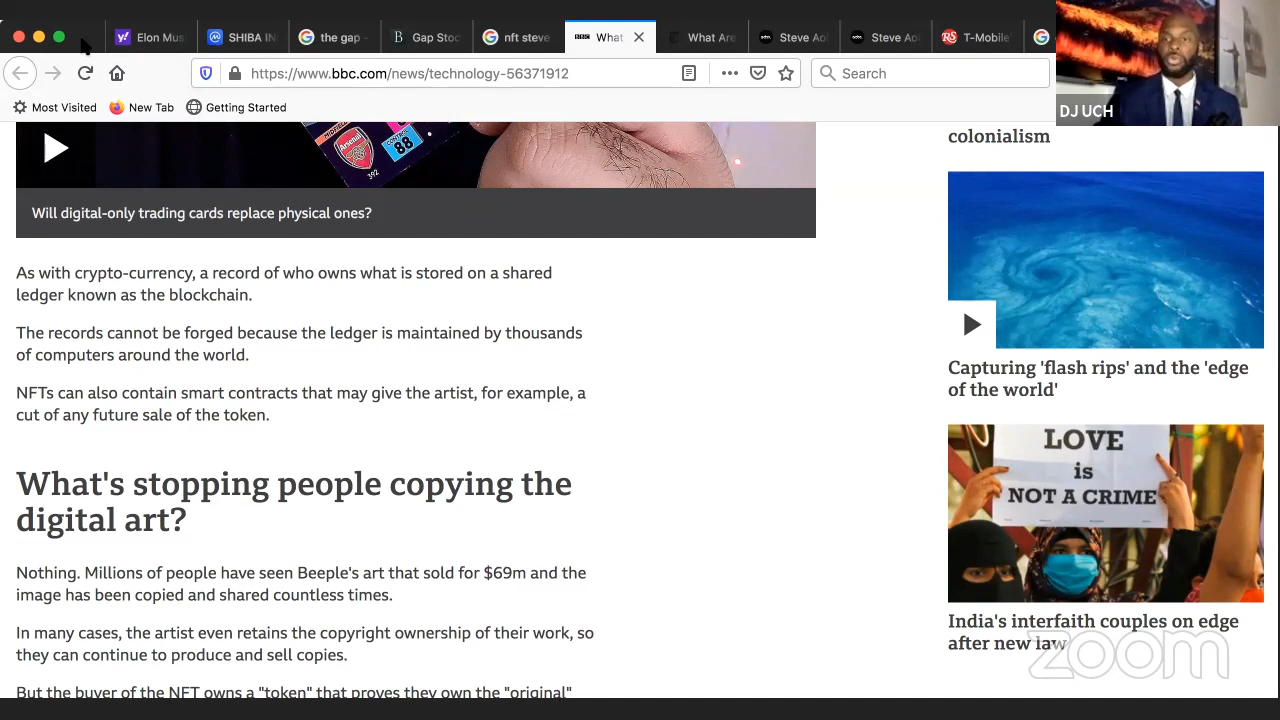 Elon Mus
SHIBA IN
the gap -
Gap Stoc
nft steve
BBC
What
What Are
Steve Aol
Steve Aol
RS T-Mobile'
https://www.bbc.com/news/technology-56371912
Search
Most Visited
New Tab
Getting Started
DJ UCH
Arsenal
CONTROL
88
392
Will digital-only trading cards replace physical ones?
As with crypto-currency, a record of who owns what is stored on a shared
ledger known as the blockchain.
The records cannot be forged because the ledger is maintained by thousands
of computers around the world.
NFTs can also contain smart contracts that may give the artist, for example, a
cut of any future sale of the token.
What's stopping people copying the
digital art?
Nothing. Millions of people have seen Beeple's art that sold for $69m and the
image has been copied and shared countless times.
In many cases, the artist even retains the copyright ownership of their work, so
they can continue to produce and sell copies.
But the buyer of the NFT owns a "token" that proves they own the "original"
colonialism
Capturing 'flash rips' and the 'edge
of the world'
LOVE
is
NOT A CRIME
India's interfaith couples on edge
after new law
zoom